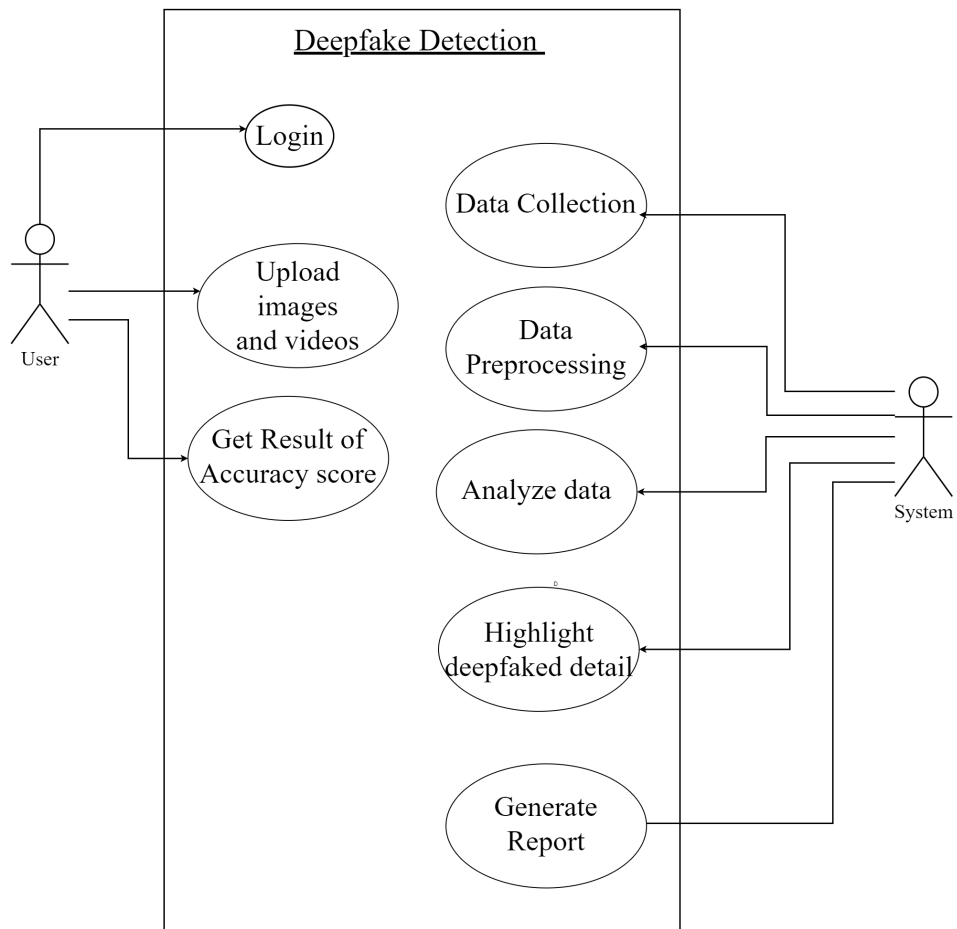 Deepfake Detection
Login
Data Collection
Upload
images
and videos
Data
Preprocessing
User
Get Result of
Accuracy score
Analyze data
System
D
Highlight
deepfaked detail
Generate
Report